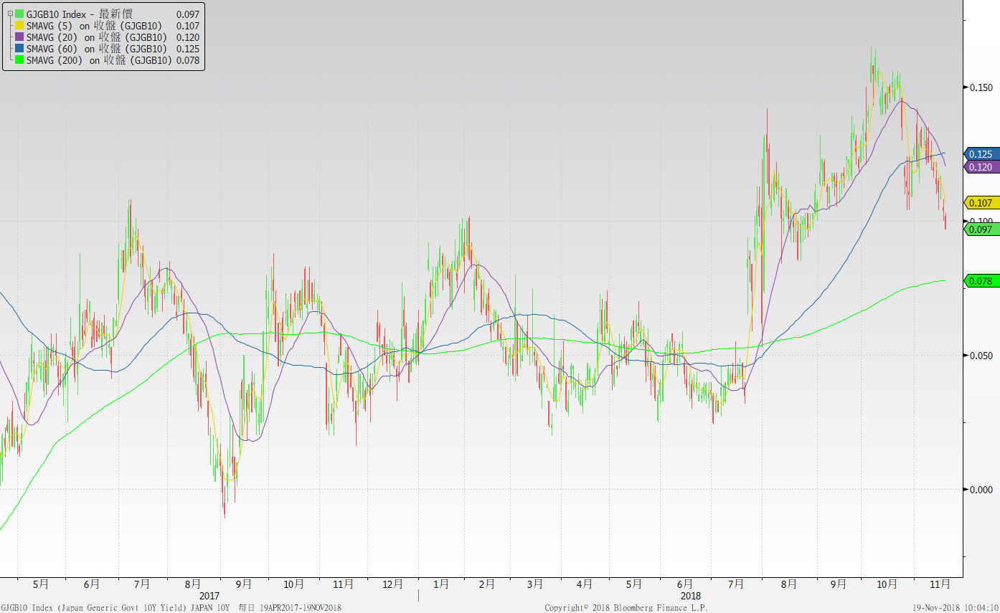 GJGB10 Index - 最新價 0.097
SMAVG (5) on 收盤 (GJGB10) 0.107
SMAVG (20) on 收盤 (GJGB10) 0.120
SMAVG (60) on 收盤 (GJGB10) 0.125
SMAVG (200) on 收盤 (GJGB10) 0.078
0.150
0.125
0.120
0.107
0.100
0.097
0.078
0.050
0.000
5月 6月 7月 8月 9月 10月 11月 12月 1月 2月 3月 4月 5月 6月 7月 8月 9月 10月 11月
2017 2018
GJGB10 Index (Japan Generic Govt 10Y Yield) JAPAN 10Y 每日 19APR2017-19NOV2018 Copyright© 2018 Bloomberg Finance L.P. 19-Nov-2018 10:04:10